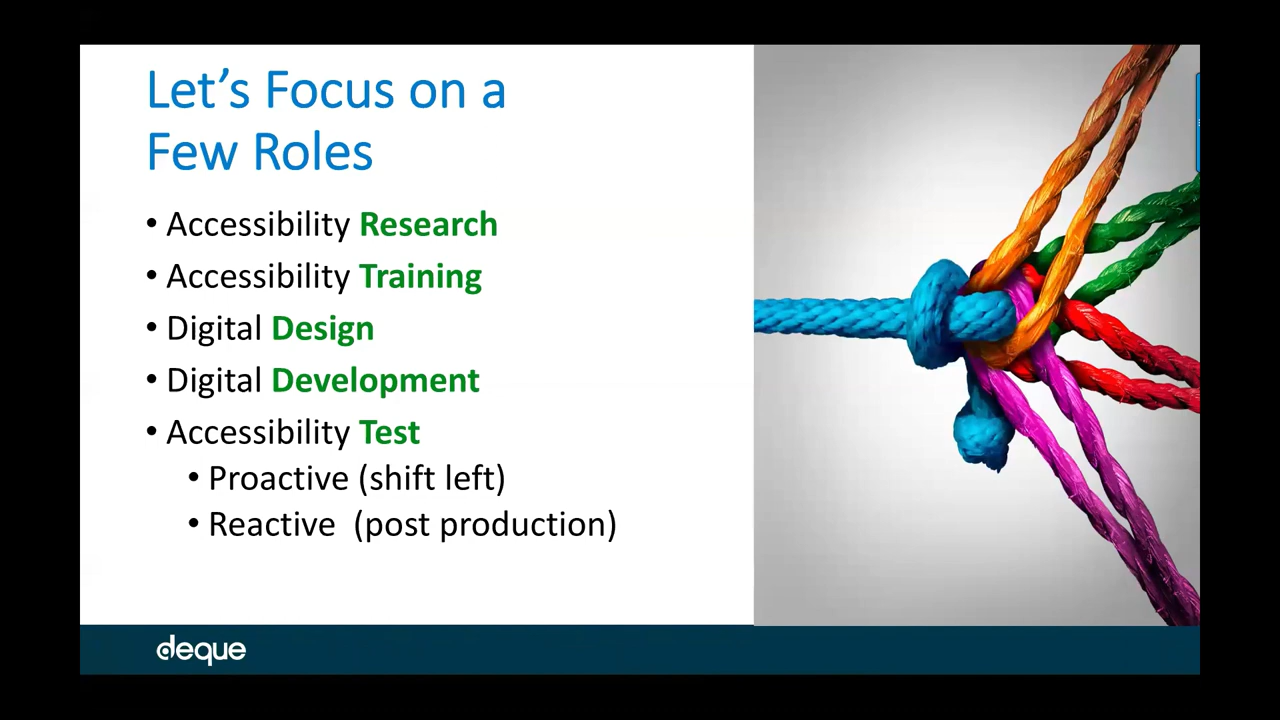 Let’s Focus on a
Few Roles
• Accessibility Research
• Accessibility Training
• Digital Design
• Digital Development
• Accessibility Test
• Proactive (shift left)
• Reactive  (post production)
deque